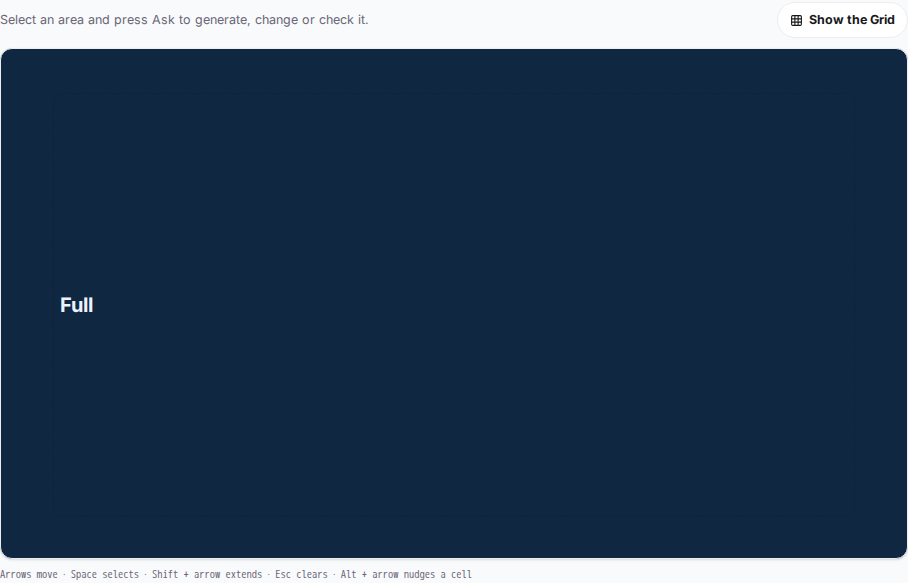 Select an area and press Ask to generate, change or check it.
Show the Grid
Full
Arrows move · Space selects · Shift + arrow extends · Esc clears · Alt + arrow nudges a cell